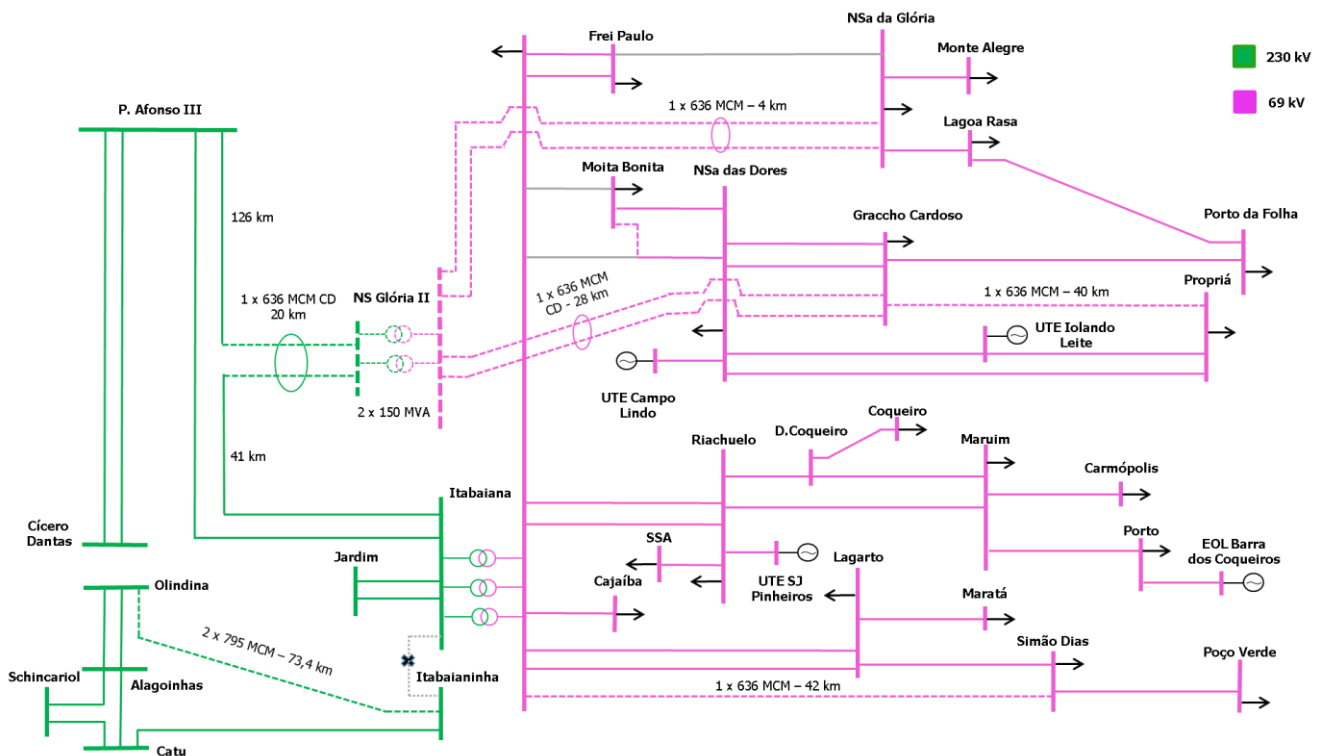 NSa da Glória
Frei Paulo
Monte Alegre
230 kV
69 kV
P. Afonso III
1 x 636 MCM – 4 km
Lagoa Rasa
Moita Bonita
NSa das Dores
126 km
Graccho Cardoso
Porto da Folha
Propriá
1 x 636 MCM CD
20 km
NS Glória II
1 x 636 MCM
CD - 28 km
1 x 636 MCM – 40 km
UTE Iolando
Leite
UTE Campo
Lindo
2 x 150 MVA
Coqueiro
D.Coqueiro
Riachuelo
Maruim
41 km
Carmópolis
Itabaiana
Cícero
Dantas
Jardim
SSA
Lagarto
Porto
EOL Barra
dos Coqueiros
Olindina
Cajaíba
UTE SJ
Pinheiros
Maratá
2 x 795 MCM – 73,4 km
Simão Dias
Poço Verde
Schincariol
Alagoinhas
Itabaianinha
1 x 636 MCM – 42 km
Catu